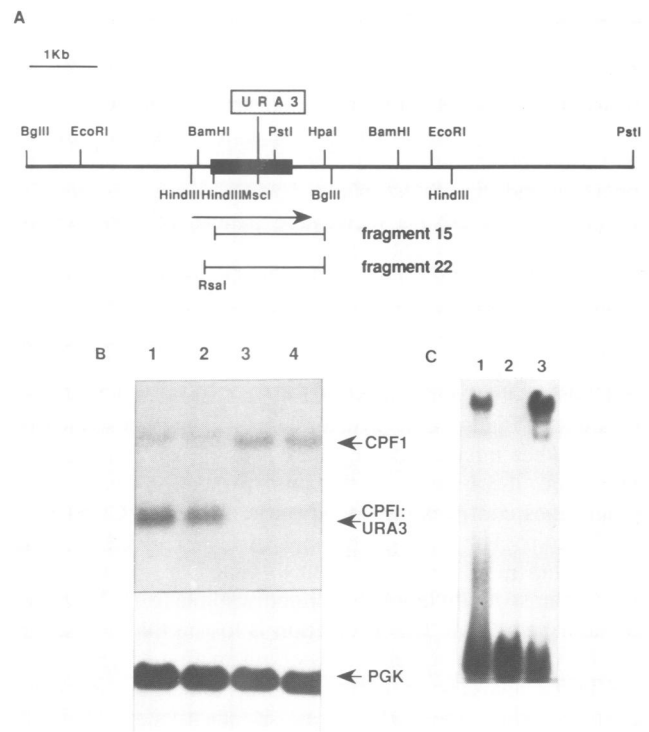 A
1Kb
U R A 3
BglII EcoRI BamHI PstI HpaI BamHI EcoRI PstI
HindIII HindIII MscI BglII HindIII
fragment 15
fragment 22
RsaI
B 1 2 3 4
C 1 2 3
CPF1
CPFI:
URA3
PGK